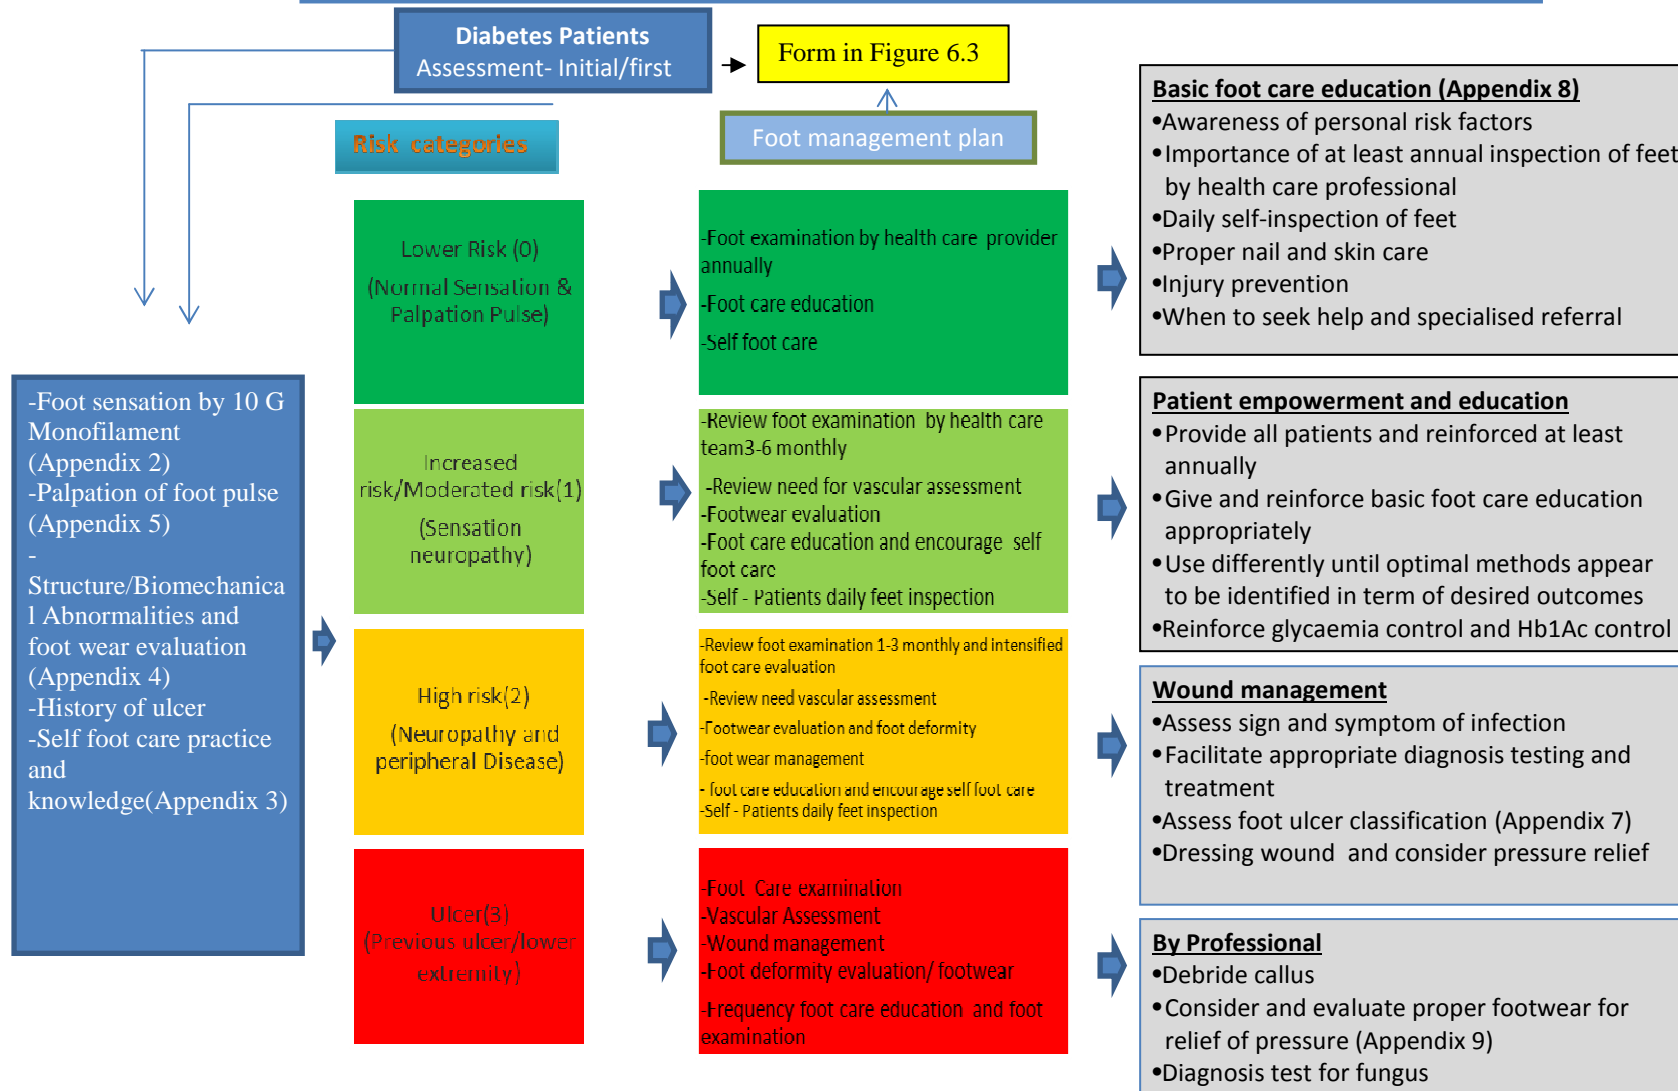 Diabetes Patients
Assessment- Initial/first
Form in Figure 6.3
Risk categories
Foot management plan
-Foot sensation by 10 G
Monofilament
(Appendix 2)
-Palpation of foot pulse
(Appendix 5)
-
Structure/Biomechanica
l Abnormalities and
foot wear evaluation
(Appendix 4)
-History of ulcer
-Self foot care practice
and
knowledge(Appendix 3)
Lower Risk (0)
(Normal Sensation &
Palpation Pulse)
-Foot examination by health care provider
annually
-Foot care education
-Self foot care
Basic foot care education (Appendix 8)
•Awareness of personal risk factors
•Importance of at least annual inspection of feet
by health care professional
•Daily self-inspection of feet
•Proper nail and skin care
•Injury prevention
•When to seek help and specialised referral
Increased
risk/Moderated risk(1)
(Sensation
neuropathy)
-Review foot examination by health care
team3-6 monthly
-Review need for vascular assessment
-Footwear evaluation
-Foot care education and encourage self
foot care
-Self - Patients daily feet inspection
Patient empowerment and education
•Provide all patients and reinforced at least
annually
•Give and reinforce basic foot care education
appropriately
•Use differently until optimal methods appear
to be identified in term of desired outcomes
•Reinforce glycaemia control and Hb1Ac control
High risk(2)
(Neuropathy and
peripheral Disease)
-Review foot examination 1-3 monthly and intensified
foot care evaluation
-Review need vascular assessment
-Footwear evaluation and foot deformity
-foot wear management
- foot care education and encourage self foot care
-Self - Patients daily feet inspection
Wound management
•Assess sign and symptom of infection
•Facilitate appropriate diagnosis testing and
treatment
•Assess foot ulcer classification (Appendix 7)
•Dressing wound and consider pressure relief
Ulcer(3)
(Previous ulcer/lower
extremity)
-Foot Care examination
-Vascular Assessment
-Wound management
-Foot deformity evaluation/ footwear
-Frequency foot care education and foot
examination
By Professional
•Debride callus
•Consider and evaluate proper footwear for
relief of pressure (Appendix 9)
•Diagnosis test for fungus